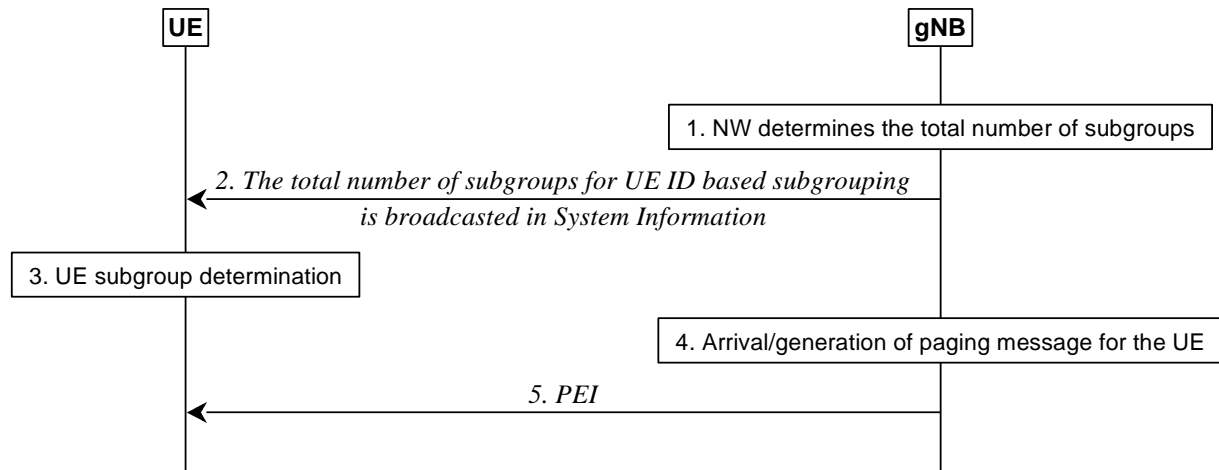 UE
gNB
1. NW determines the total number of subgroups
2. The total number of subgroups for UE ID based subgrouping
is broadcasted in System Information
3. UE subgroup determination
4. Arrival/generation of paging message for the UE
5. PEI